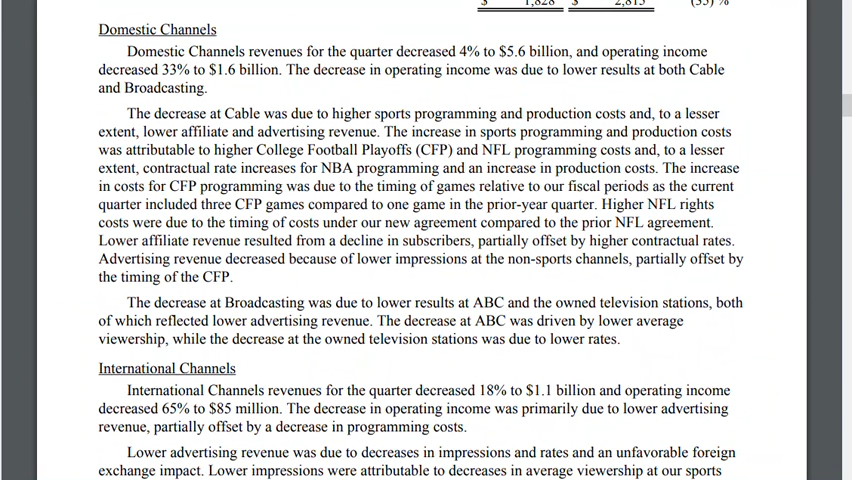 $ 1,828 $ 2,815 (35) %
Domestic Channels
Domestic Channels revenues for the quarter decreased 4% to $5.6 billion, and operating income
decreased 33% to $1.6 billion. The decrease in operating income was due to lower results at both Cable
and Broadcasting.
The decrease at Cable was due to higher sports programming and production costs and, to a lesser
extent, lower affiliate and advertising revenue. The increase in sports programming and production costs
was attributable to higher College Football Playoffs (CFP) and NFL programming costs and, to a lesser
extent, contractual rate increases for NBA programming and an increase in production costs. The increase
in costs for CFP programming was due to the timing of games relative to our fiscal periods as the current
quarter included three CFP games compared to one game in the prior-year quarter. Higher NFL rights
costs were due to the timing of costs under our new agreement compared to the prior NFL agreement.
Lower affiliate revenue resulted from a decline in subscribers, partially offset by higher contractual rates.
Advertising revenue decreased because of lower impressions at the non-sports channels, partially offset by
the timing of the CFP.
The decrease at Broadcasting was due to lower results at ABC and the owned television stations, both
of which reflected lower advertising revenue. The decrease at ABC was driven by lower average
viewership, while the decrease at the owned television stations was due to lower rates.
International Channels
International Channels revenues for the quarter decreased 18% to $1.1 billion and operating income
decreased 65% to $85 million. The decrease in operating income was primarily due to lower advertising
revenue, partially offset by a decrease in programming costs.
Lower advertising revenue was due to decreases in impressions and rates and an unfavorable foreign
exchange impact. Lower impressions were attributable to decreases in average viewership at our sports